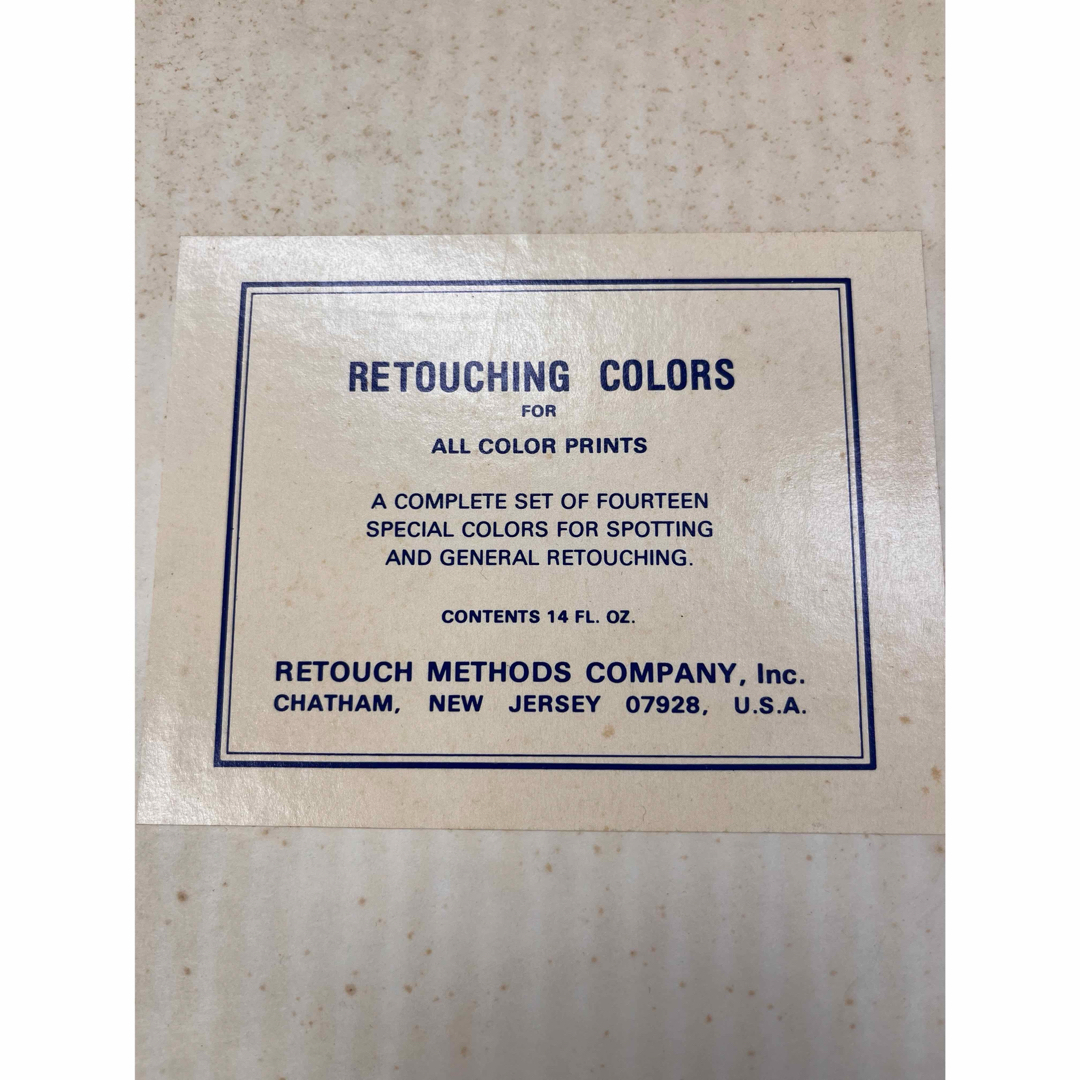 RETOUCHING COLORS
FOR
ALL COLOR PRINTS
A COMPLETE SET OF FOURTEEN
SPECIAL COLORS FOR SPOTTING
AND GENERAL RETOUCHING.
CONTENTS 14 FL. OZ.
RETOUCH METHODS COMPANY, Inc.
CHATHAM, NEW JERSEY 07928, U.S.A.